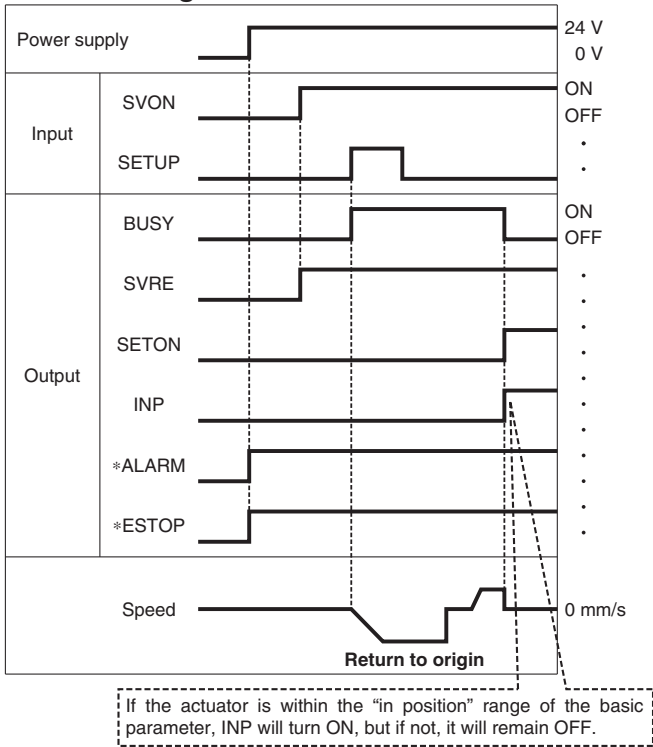 Power supply
24 V
0 V
Input
SVON
ON
OFF
SETUP
Output
BUSY
ON
OFF
SVRE
SETON
INP
*ALARM
*ESTOP
Speed
0 mm/s
Return to origin
If the actuator is within the “in position” range of the basic
parameter, INP will turn ON, but if not, it will remain OFF.